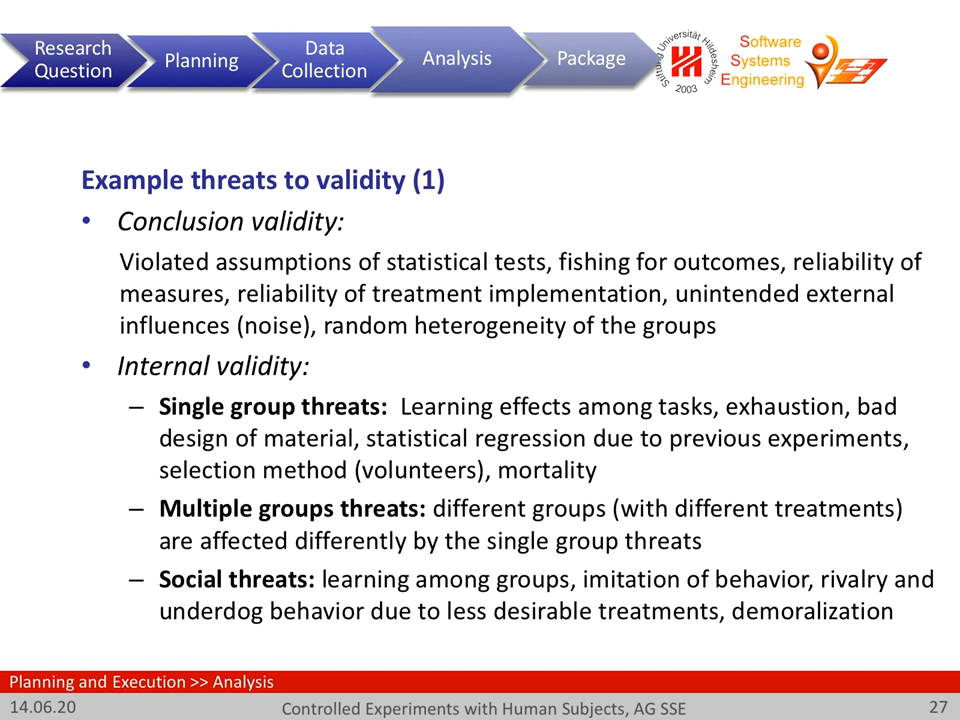 Research
Question
Planning
Data
Collection
Analysis
Package
Stiftung Universität Hildesheim
2003
Software
Systems
Engineering
Example threats to validity (1)
• Conclusion validity:
Violated assumptions of statistical tests, fishing for outcomes, reliability of
measures, reliability of treatment implementation, unintended external
influences (noise), random heterogeneity of the groups
• Internal validity:
– Single group threats: Learning effects among tasks, exhaustion, bad
design of material, statistical regression due to previous experiments,
selection method (volunteers), mortality
– Multiple groups threats: different groups (with different treatments)
are affected differently by the single group threats
– Social threats: learning among groups, imitation of behavior, rivalry and
underdog behavior due to less desirable treatments, demoralization
Planning and Execution >> Analysis
14.06.20
Controlled Experiments with Human Subjects, AG SSE
27